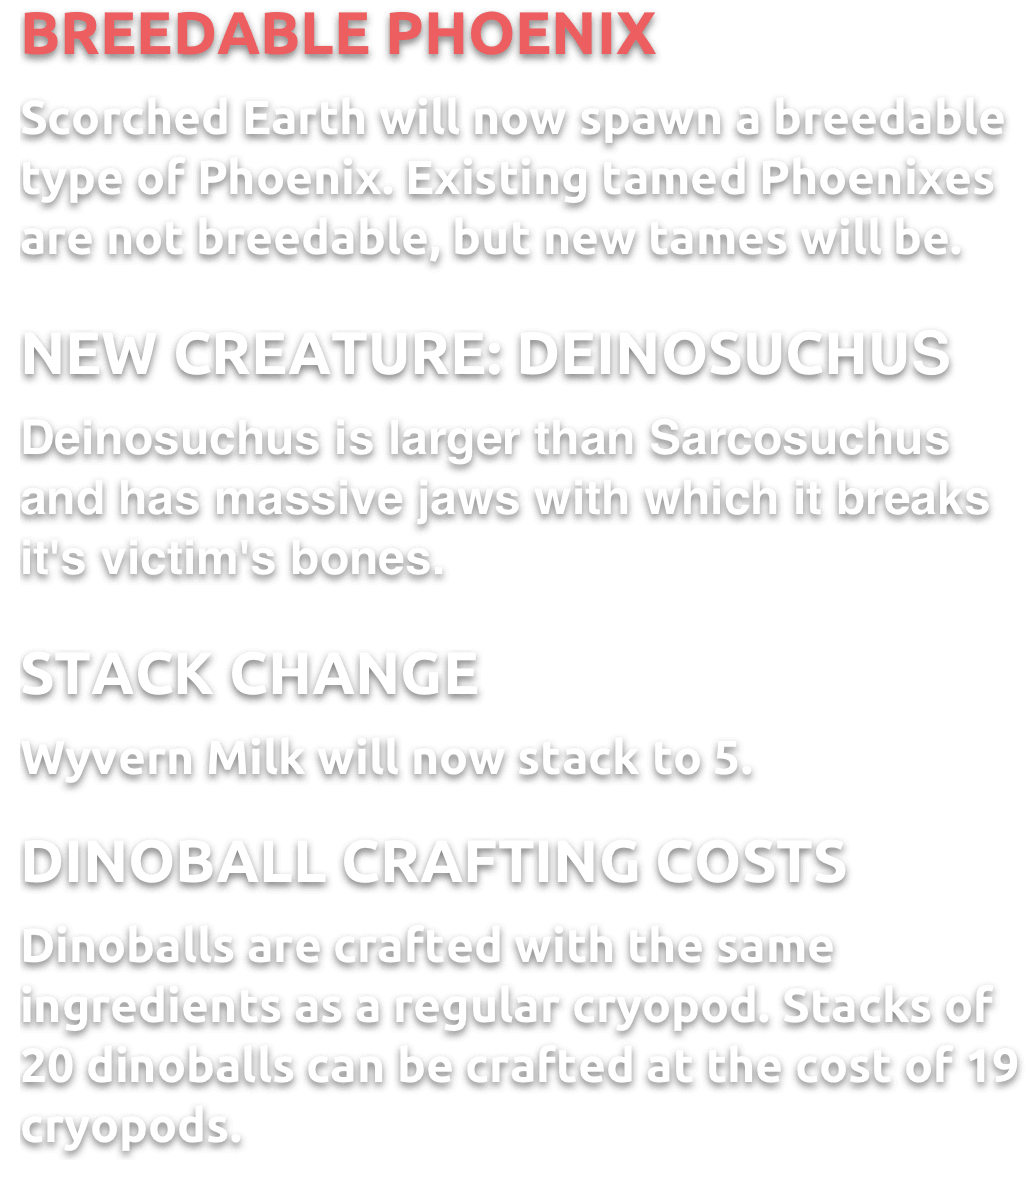 BREEDABLE PHOENIX
Scorched Earth will now spawn a breedable
type of Phoenix. Existing tamed Phoenixes
are not breedable, but new tames will be.
NEW CREATURE: DEINOSUCHUS
Deinosuchus is larger than Sarcosuchus
and has massive jaws with which it breaks
it's victim's bones.
STACK CHANGE
Wyvern Milk will now stack to 5.
DINOBALL CRAFTING COSTS
Dinoballs are crafted with the same
ingredients as a regular cryopod. Stacks of
20 dinoballs can be crafted at the cost of 19
cryopods.